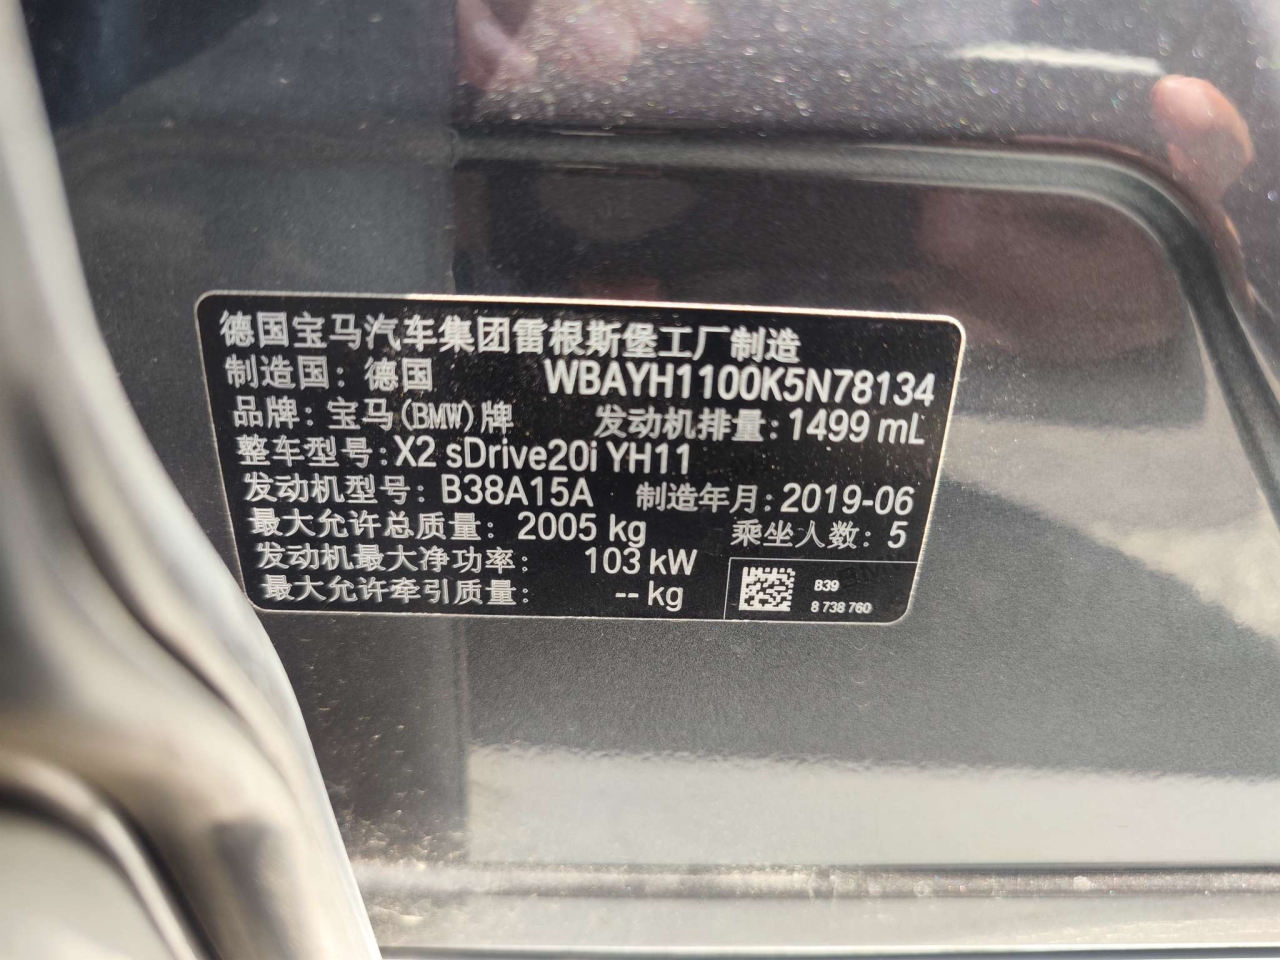 德国宝马汽车集团雷根斯堡工厂制造
制造国：德国 WBAYH1100K5N78134
品牌：宝马(BMW)牌 发动机排量：1499 mL
整车型号：X2 sDrive20i YH11
发动机型号：B38A15A 制造年月：2019-06
最大允许总质量：2005 kg 乘坐人数：5
发动机最大净功率：103 kW
最大允许牵引质量：-- kg
B39
8 738 760